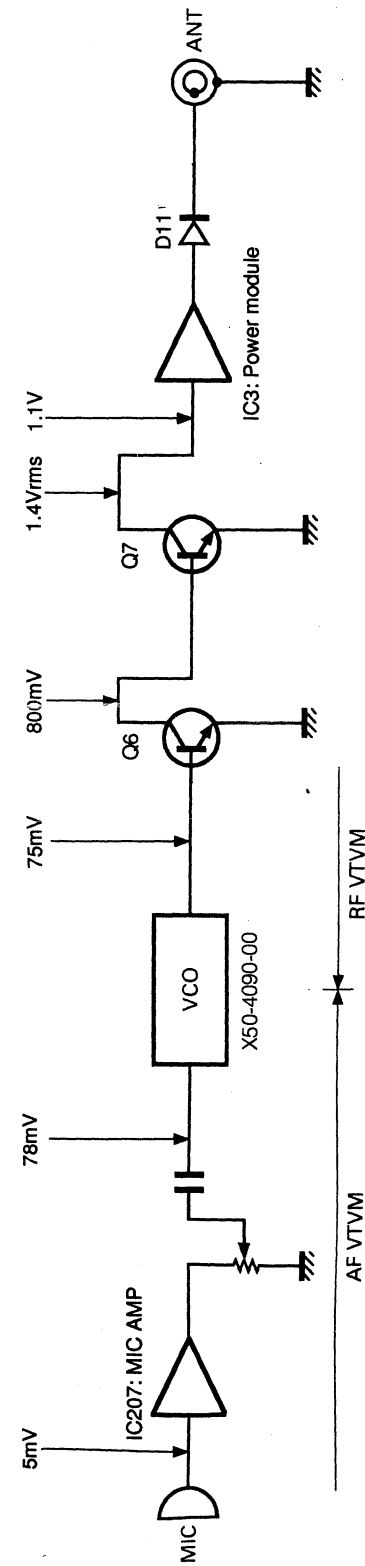 5mV
78mV
75mV
800mV
1.4Vrms
1.1V
MIC
IC207: MIC AMP
VCO
X50-4090-00
Q6
Q7
IC3: Power module
D11
ANT
AF VTVM
RF VTVM